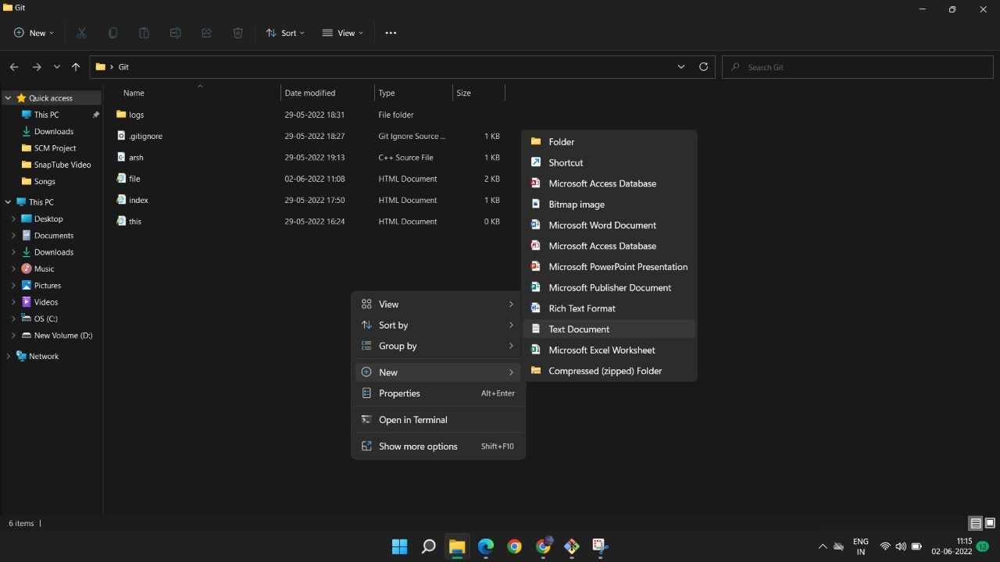 Git
New
Sort
View
Git
Search Git
Quick access
This PC
Downloads
SCM Project
SnapTube Video
Songs
This PC
Desktop
Documents
Downloads
Music
Pictures
Videos
OS (C:)
New Volume (D:)
Network
Name Date modified Type Size
logs 29-05-2022 18:31 File folder
.gitignore 29-05-2022 18:27 Git Ignore Source ... 1 KB
arsh 29-05-2022 19:13 C++ Source File 1 KB
file 02-06-2022 11:08 HTML Document 2 KB
index 29-05-2022 17:50 HTML Document 1 KB
this 29-05-2022 16:24 HTML Document 0 KB
View
Sort by
Group by
New
Properties Alt+Enter
Open in Terminal
Show more options Shift+F10
Folder
Shortcut
Microsoft Access Database
Bitmap image
Microsoft Word Document
Microsoft Access Database
Microsoft PowerPoint Presentation
Microsoft Publisher Document
Rich Text Format
Text Document
Microsoft Excel Worksheet
Compressed (zipped) Folder
6 items
ENG
IN
11:15
02-06-2022
12